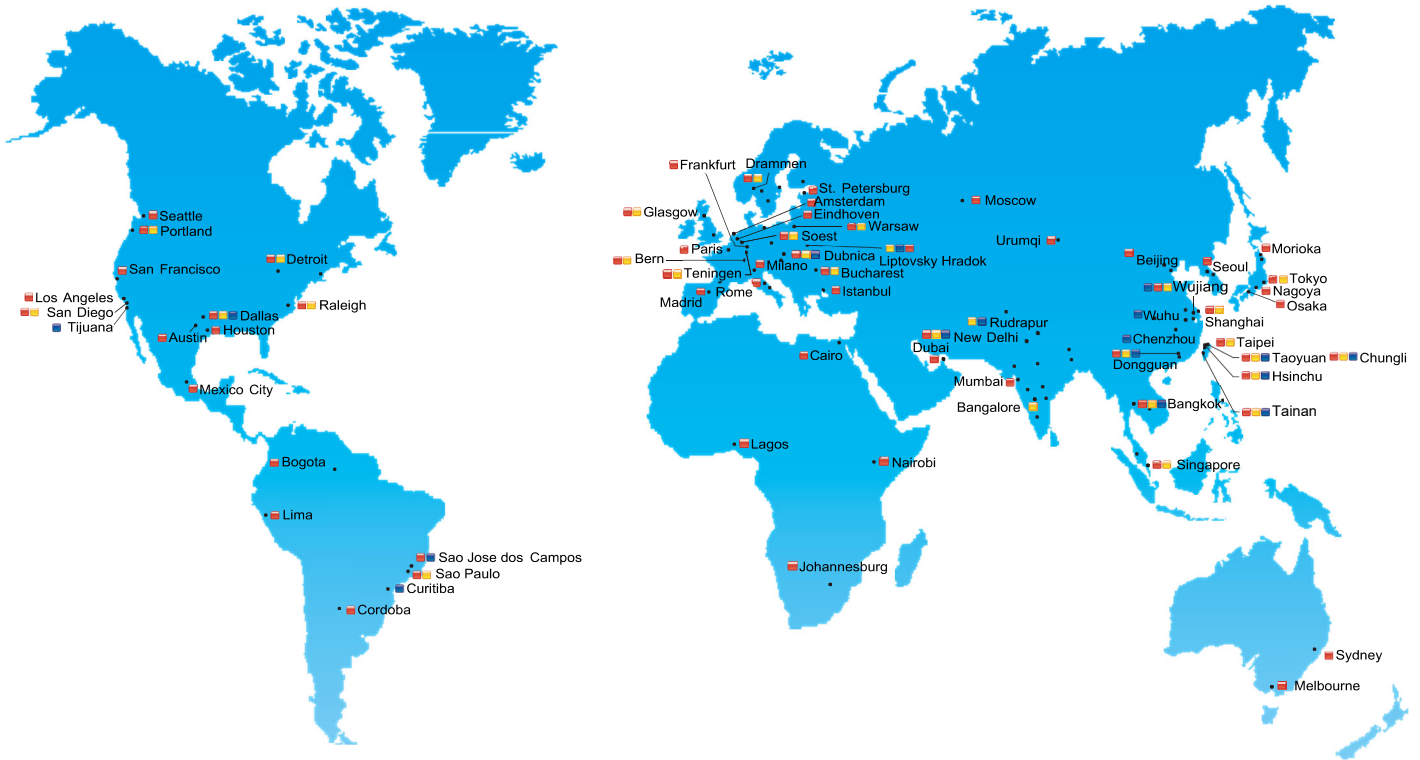 Seattle
Portland
Detroit
San Francisco
Los Angeles
San Diego
Tijuana
Raleigh
Dallas
Houston
Austin
Mexico City
Bogota
Lima
Sao Jose dos Campos
Sao Paulo
Curitiba
Cordoba
Frankfurt
Drammen
St. Petersburg
Amsterdam
Eindhoven
Glasgow
Warsaw
Soest
Paris
Dubnica
Liptovsky Hradok
Bern
Milano
Teningen
Bucharest
Rome
Istanbul
Madrid
Moscow
Urumqi
Cairo
Lagos
Nairobi
Johannesburg
Rudrapur
New Delhi
Dubai
Mumbai
Bangalore
Beijing
Seoul
Morioka
Tokyo
Nagoya
Osaka
Wujiang
Wuhu
Shanghai
Chenzhou
Dongguan
Taipei
Taoyuan
Chungli
Hsinchu
Tainan
Bangkok
Singapore
Sydney
Melbourne